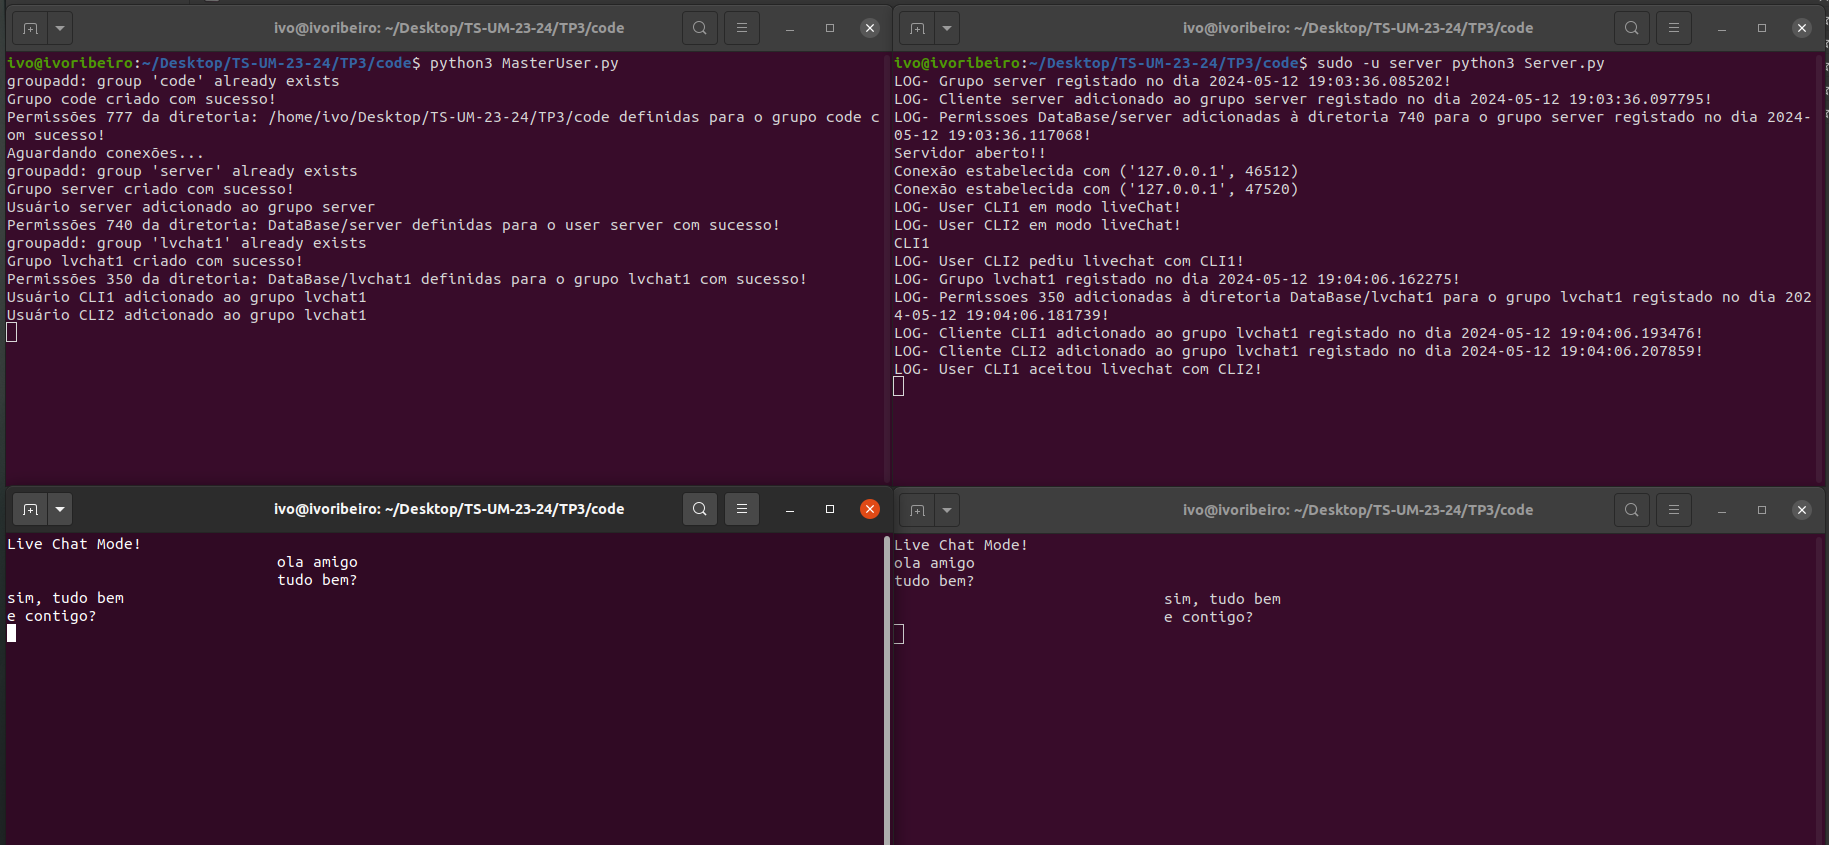 ivo@ivoribeiro: ~/Desktop/TS-UM-23-24/TP3/code
ivo@ivoribeiro:~/Desktop/TS-UM-23-24/TP3/code$ python3 MasterUser.py
groupadd: group 'code' already exists
Grupo code criado com sucesso!
Permissões 777 da diretoria: /home/ivo/Desktop/TS-UM-23-24/TP3/code definidas para o grupo code c
om sucesso!
Aguardando conexões...
groupadd: group 'server' already exists
Grupo server criado com sucesso!
Usuário server adicionado ao grupo server
Permissões 740 da diretoria: DataBase/server definidas para o user server com sucesso!
groupadd: group 'lvchat1' already exists
Grupo lvchat1 criado com sucesso!
Permissões 350 da diretoria: DataBase/lvchat1 definidas para o grupo lvchat1 com sucesso!
Usuário CLI1 adicionado ao grupo lvchat1
Usuário CLI2 adicionado ao grupo lvchat1
ivo@ivoribeiro: ~/Desktop/TS-UM-23-24/TP3/code
ivo@ivoribeiro:~/Desktop/TS-UM-23-24/TP3/code$ sudo -u server python3 Server.py
LOG- Grupo server registado no dia 2024-05-12 19:03:36.085202!
LOG- Cliente server adicionado ao grupo server registado no dia 2024-05-12 19:03:36.097795!
LOG- Permissoes DataBase/server adicionadas à diretoria 740 para o grupo server registado no dia 2024-
05-12 19:03:36.117068!
Servidor aberto!!
Conexão estabelecida com ('127.0.0.1', 46512)
Conexão estabelecida com ('127.0.0.1', 47520)
LOG- User CLI1 em modo liveChat!
LOG- User CLI2 em modo liveChat!
CLI1
LOG- User CLI2 pediu livechat com CLI1!
LOG- Grupo lvchat1 registado no dia 2024-05-12 19:04:06.162275!
LOG- Permissoes 350 adicionadas à diretoria DataBase/lvchat1 para o grupo lvchat1 registado no dia 202
4-05-12 19:04:06.181739!
LOG- Cliente CLI1 adicionado ao grupo lvchat1 registado no dia 2024-05-12 19:04:06.193476!
LOG- Cliente CLI2 adicionado ao grupo lvchat1 registado no dia 2024-05-12 19:04:06.207859!
LOG- User CLI1 aceitou livechat com CLI2!
ivo@ivoribeiro: ~/Desktop/TS-UM-23-24/TP3/code
Live Chat Mode!
ola amigo
tudo bem?
sim, tudo bem
e contigo?
ivo@ivoribeiro: ~/Desktop/TS-UM-23-24/TP3/code
Live Chat Mode!
ola amigo
tudo bem?
sim, tudo bem
e contigo?